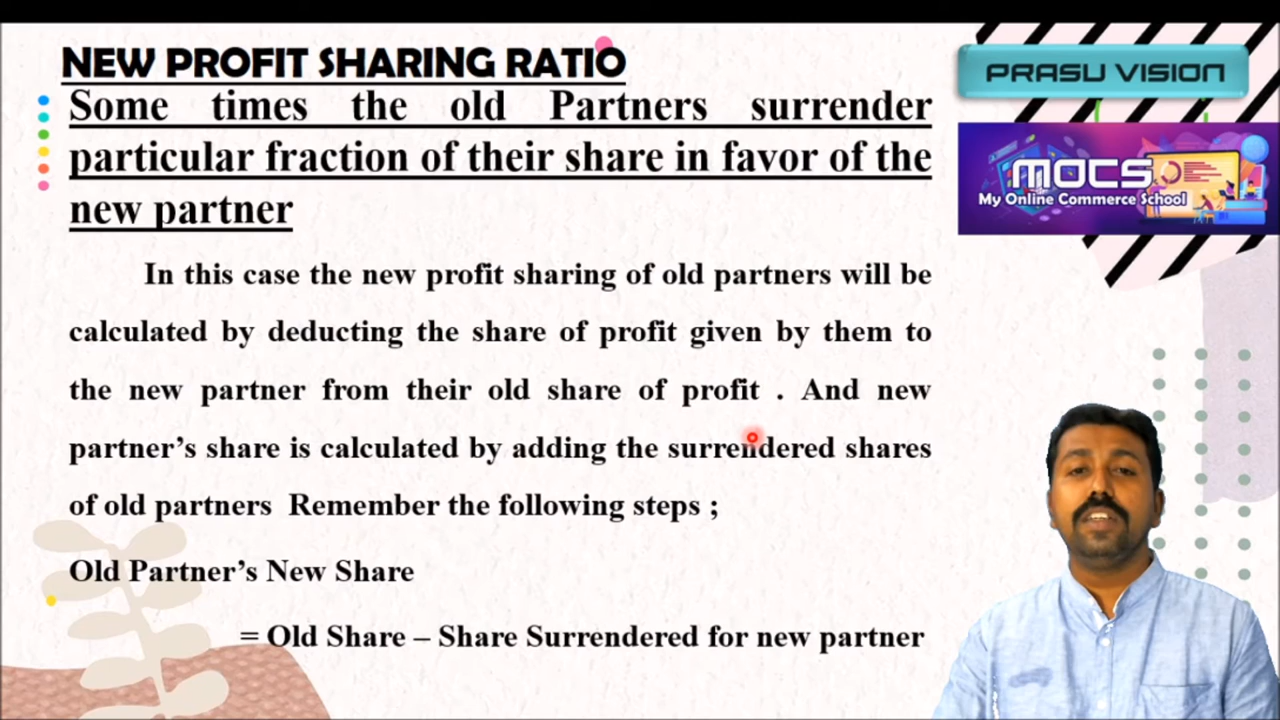 NEW PROFIT SHARING RATIO
Some times the old Partners surrender
particular fraction of their share in favor of the
new partner
In this case the new profit sharing of old partners will be
calculated by deducting the share of profit given by them to
the new partner from their old share of profit . And new
partner’s share is calculated by adding the surrendered shares
of old partners Remember the following steps ;
Old Partner’s New Share
= Old Share – Share Surrendered for new partner
PRASU VISION
MOCS
My Online Commerce School